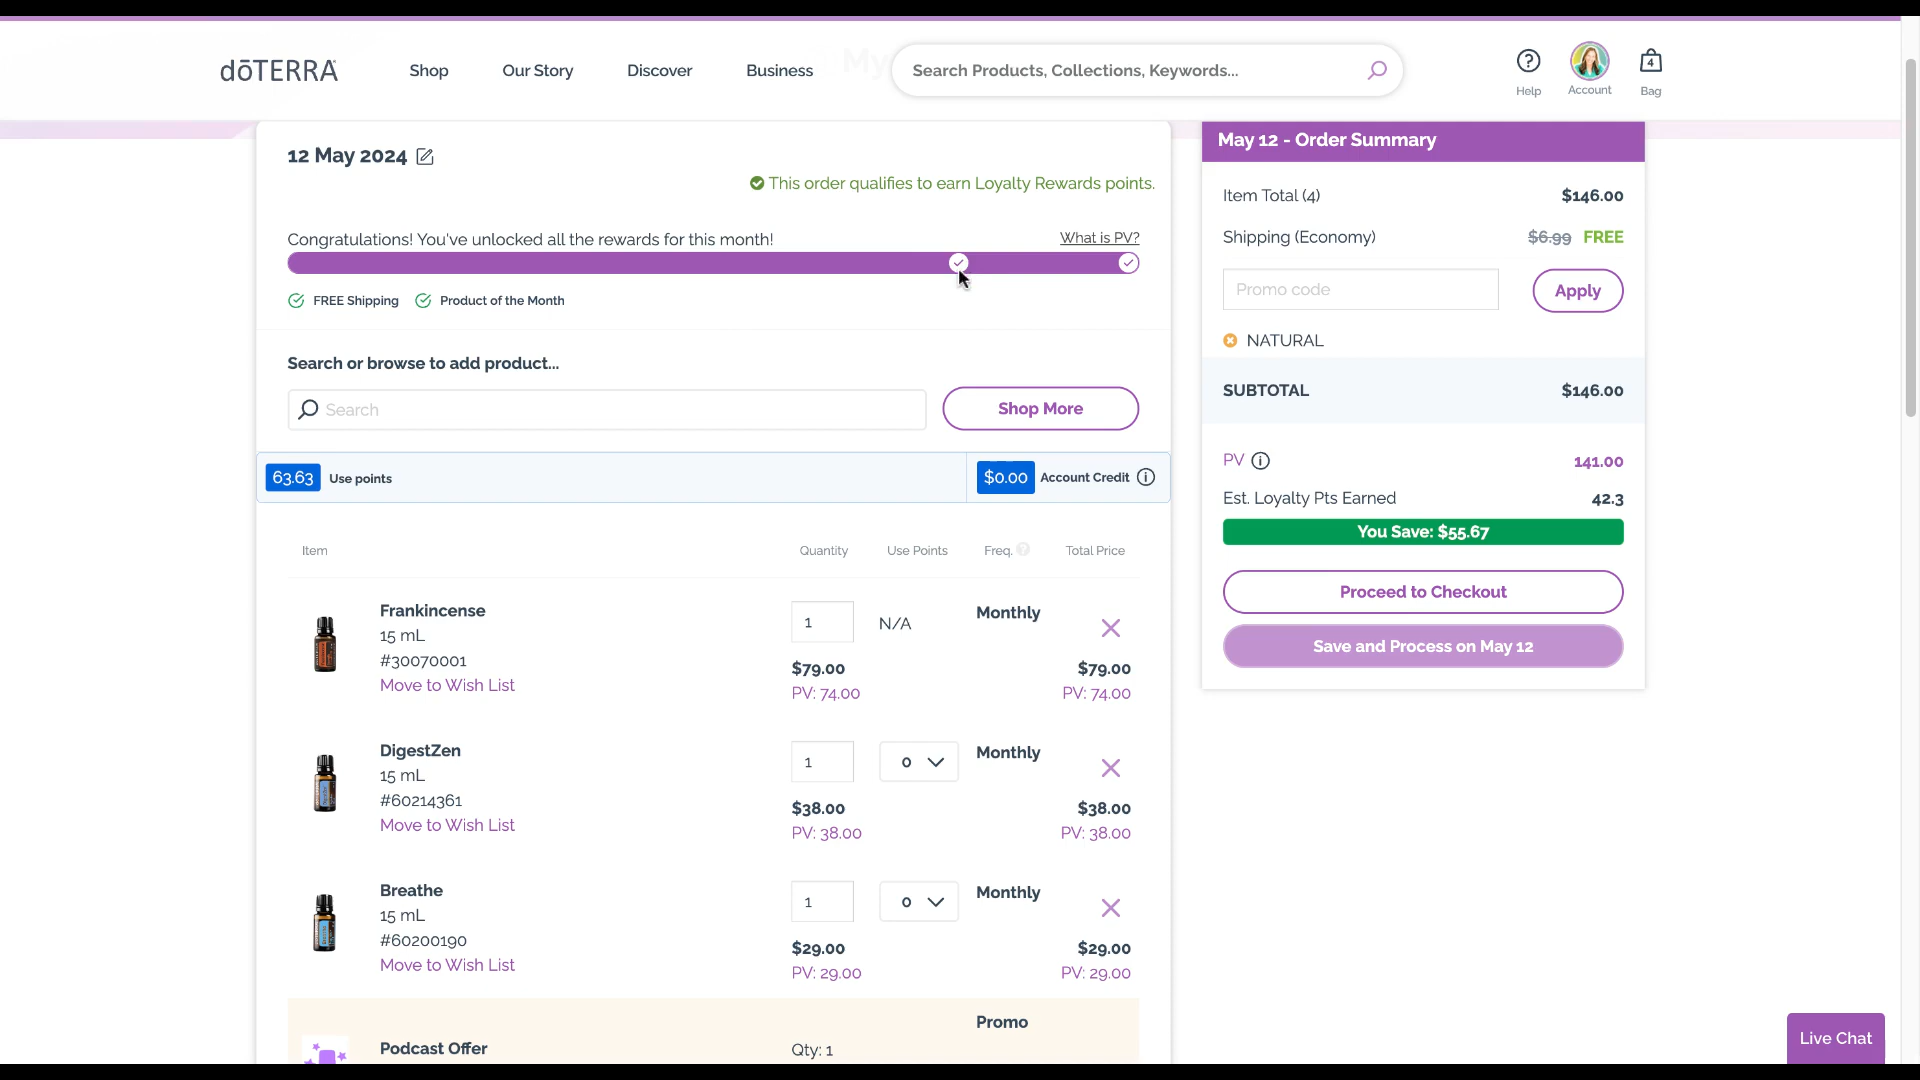 dōTERRA
Shop
Our Story
Discover
Business
My
Search Products, Collections, Keywords...
Help
Account
4
Bag
12 May 2024
This order qualifies to earn Loyalty Rewards points.
Congratulations! You've unlocked all the rewards for this month!
What is PV?
FREE Shipping
Product of the Month
Search or browse to add product...
Search
Shop More
63.63 Use points
$0.00 Account Credit
Item
Quantity
Use Points
Freq.
Total Price
Frankincense
15 mL
#30070001
Move to Wish List
1
N/A
Monthly
$79.00
$79.00
PV: 74.00
PV: 74.00
DigestZen
15 mL
#60214361
Move to Wish List
1
0
Monthly
$38.00
$38.00
PV: 38.00
PV: 38.00
Breathe
15 mL
#60200190
Move to Wish List
1
0
Monthly
$29.00
$29.00
PV: 29.00
PV: 29.00
Promo
Podcast Offer
Qty: 1
May 12 - Order Summary
Item Total (4) $146.00
Shipping (Economy) $6.99 FREE
Promo code
Apply
NATURAL
SUBTOTAL $146.00
PV 141.00
Est. Loyalty Pts Earned 42.3
You Save: $55.67
Proceed to Checkout
Save and Process on May 12
Live Chat